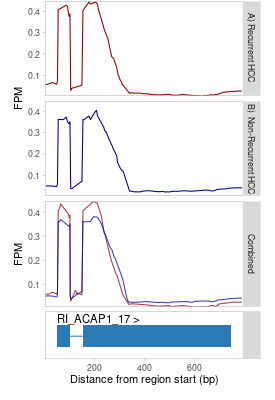 0.4
0.3
0.2
0.1
FPM
A) Recurrent HCC
0.4
0.3
0.2
0.1
FPM
B) Non-Recurrent HCC
0.4
0.3
0.2
0.1
FPM
Combined
RI_ACAP1_17 >
200 400 600
Distance from region start (bp)